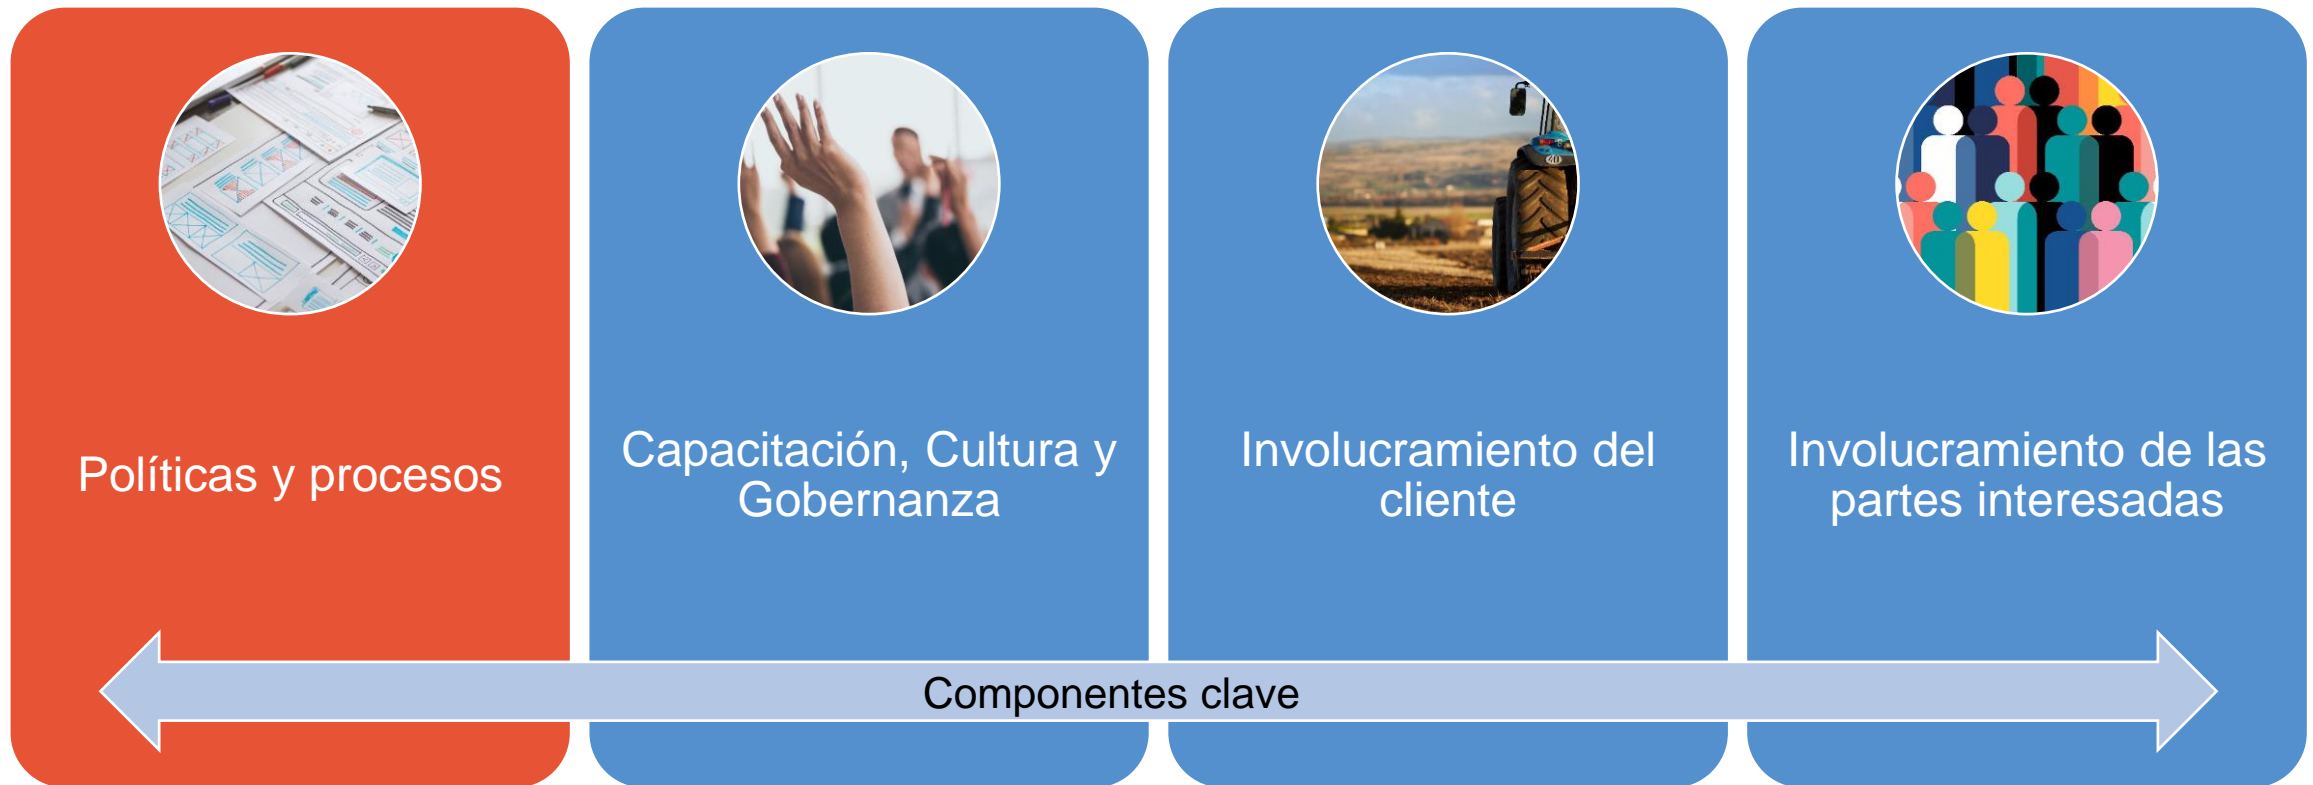 Políticas y procesos
Capacitación, Cultura y
Gobernanza
Involucramiento del
cliente
Involucramiento de las
partes interesadas
Componentes clave